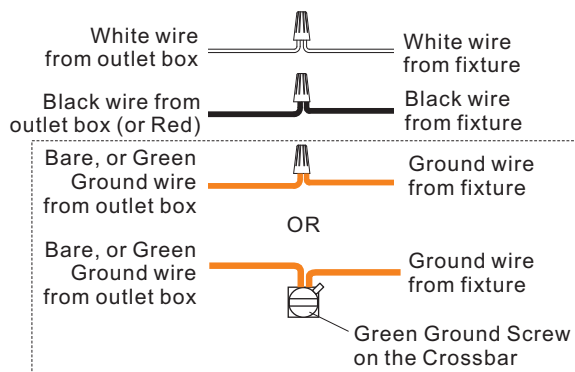 White wire
from outlet box
White wire
from fixture
Black wire from
outlet box (or Red)
Black wire
from fixture
Bare, or Green
Ground wire
from outlet box
Ground wire
from fixture
OR
Bare, or Green
Ground wire
from outlet box
Ground wire
from fixture
Green Ground Screw
on the Crossbar